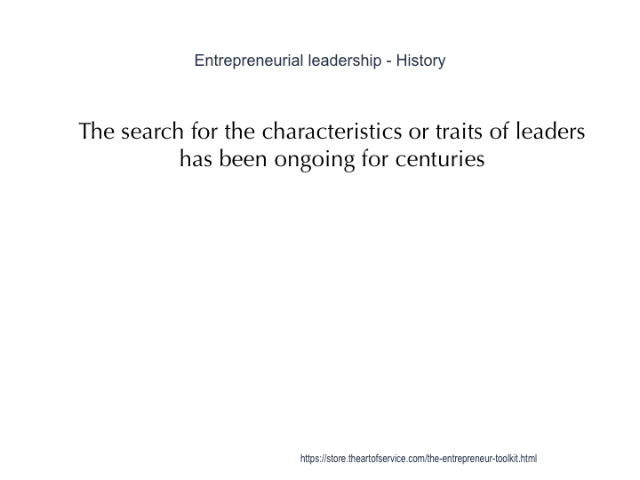 Entrepreneurial leadership - History
The search for the characteristics or traits of leaders
has been ongoing for centuries
https://store.theartofservice.com/the-entrepreneur-toolkit.html